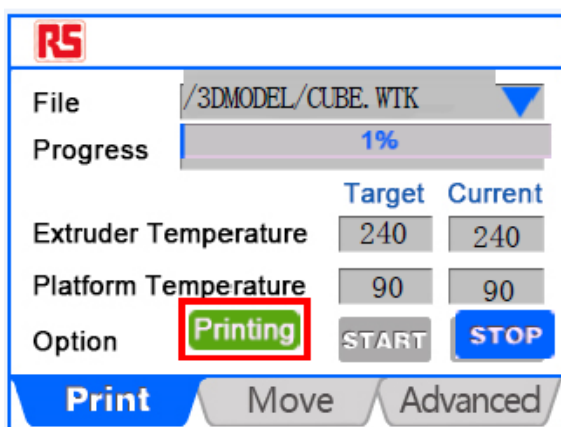 RS
File /3DMODEL/CUBE.WTK
Progress 1%
Target Current
Extruder Temperature 240 240
Platform Temperature 90 90
Option Printing START STOP
Print Move Advanced